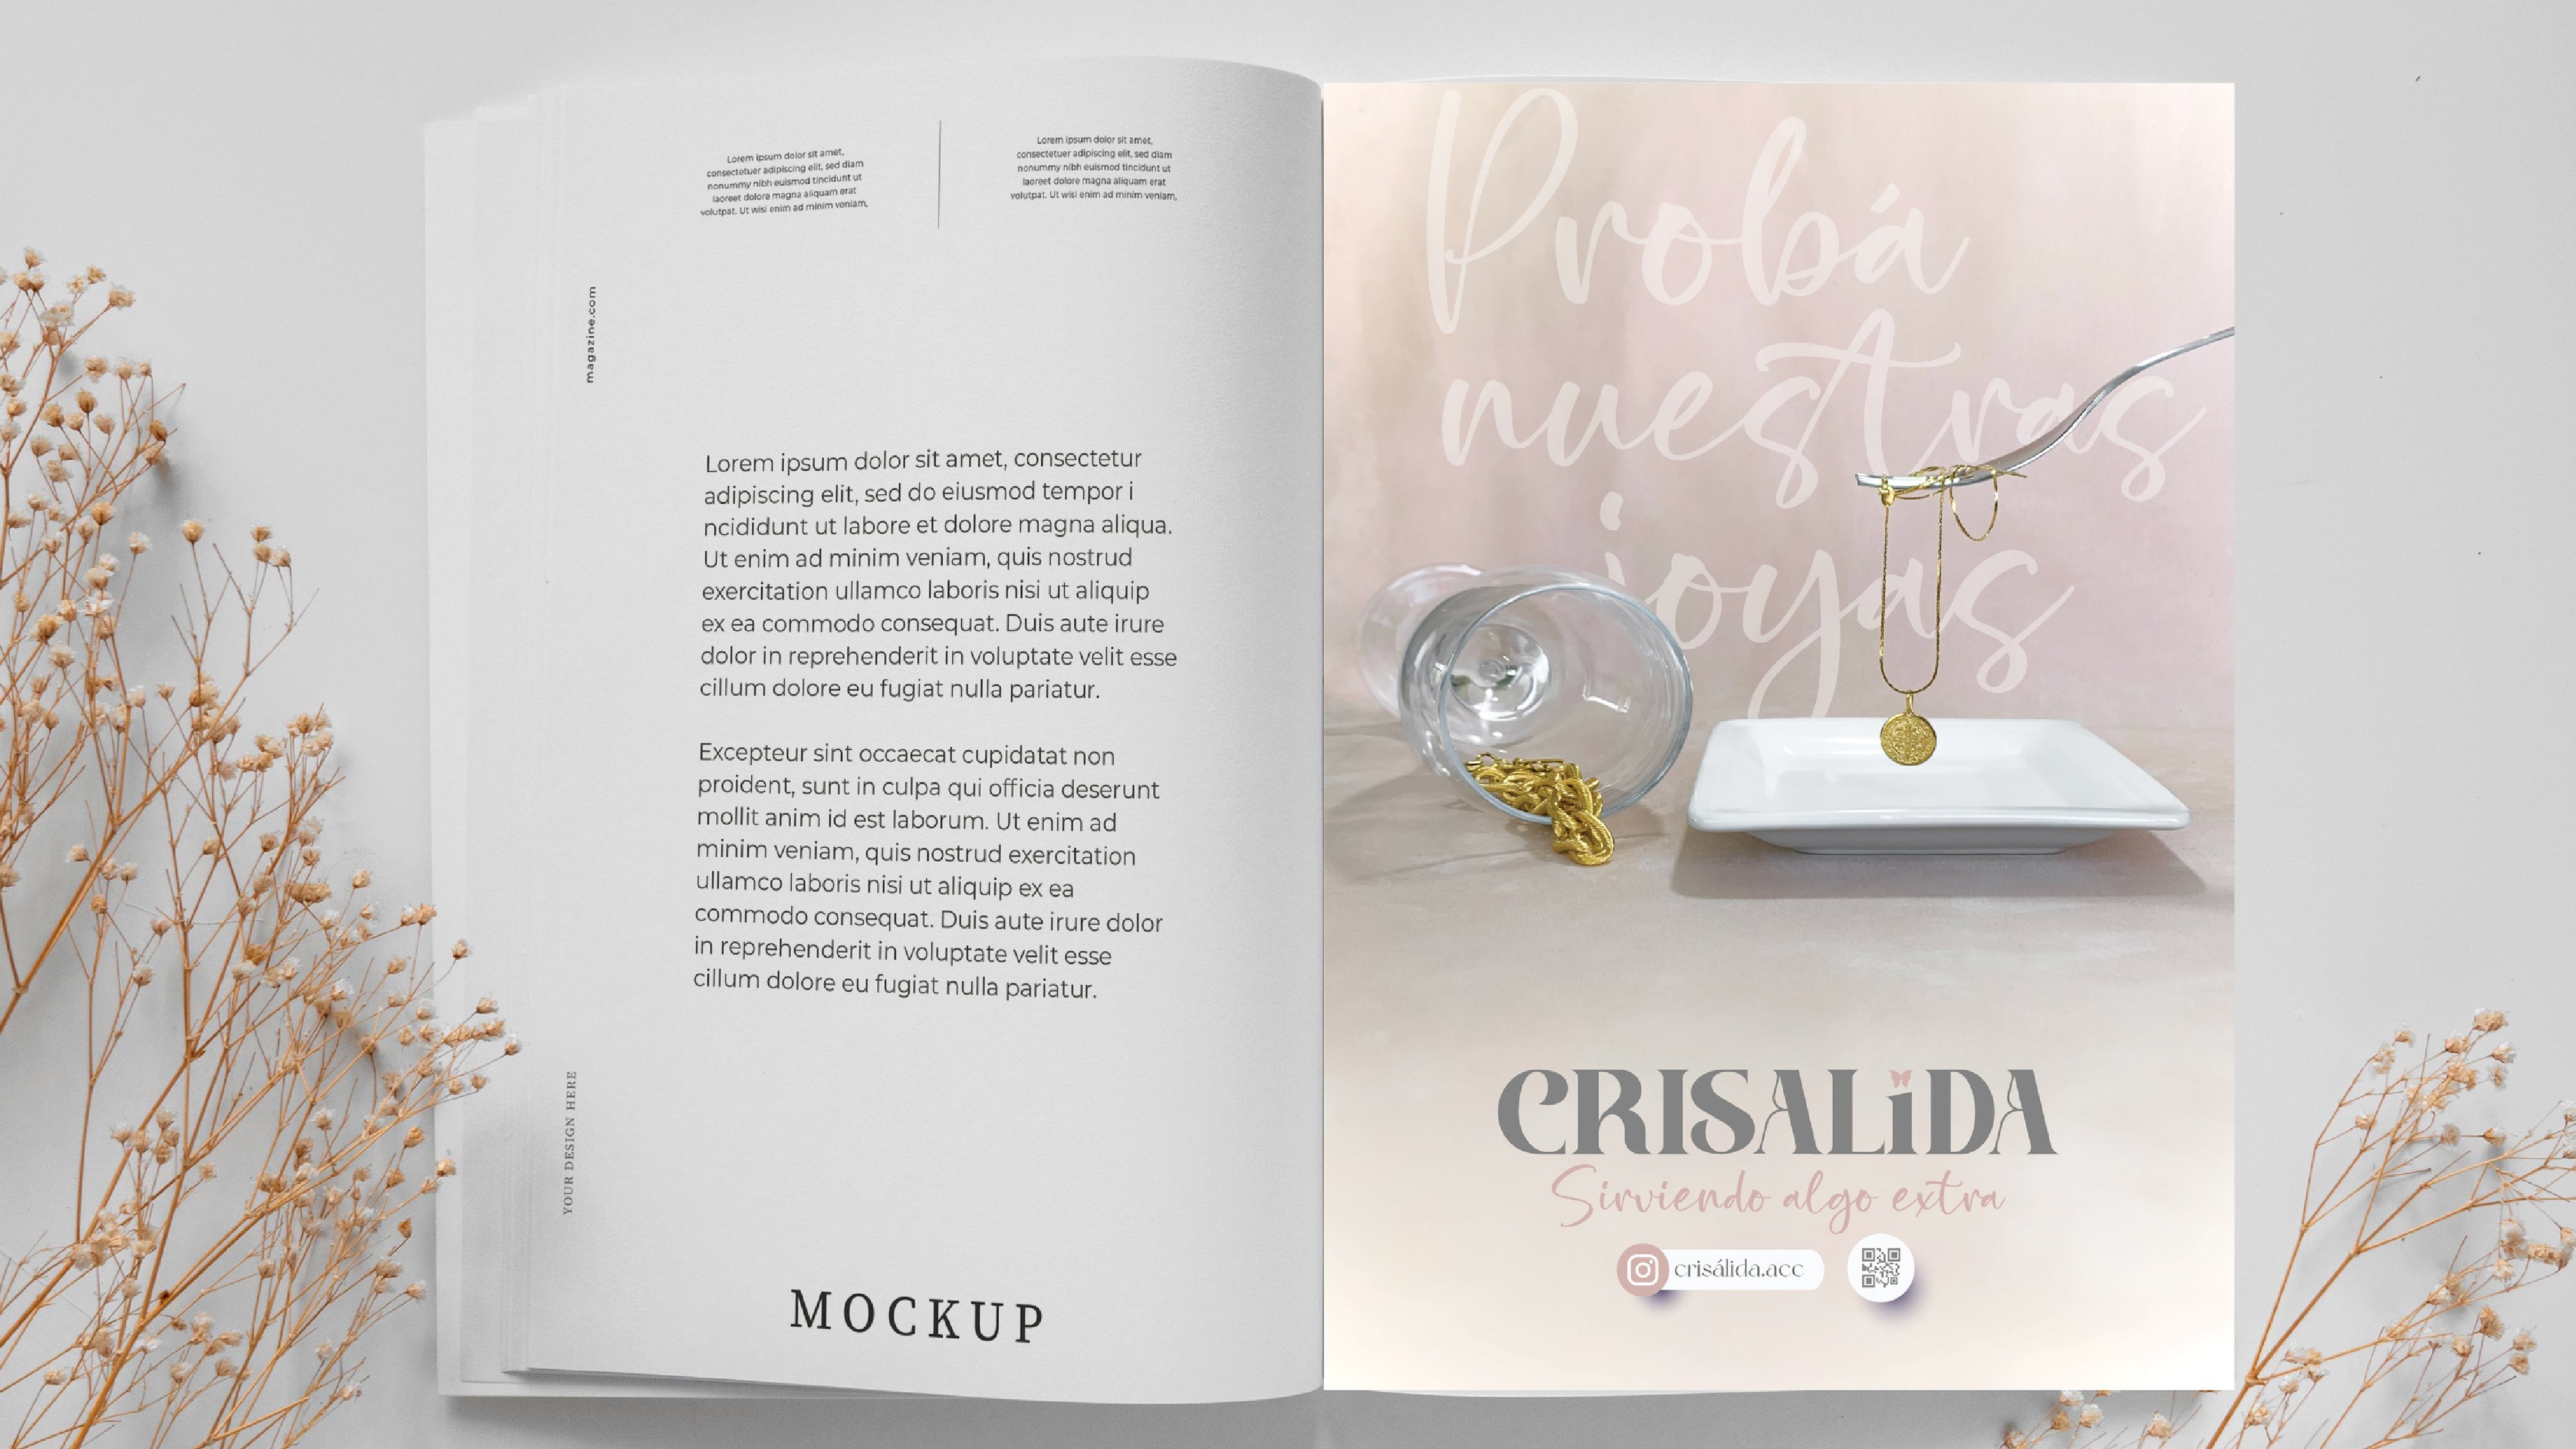 Lorem ipsum dolor sit amet,
consectetuer adipiscing elit, sed diam
nonummy nibh euismod tincidunt ut
laoreet dolore magna aliquam erat
volutpat. Ut wisi enim ad minim veniam,
Lorem ipsum dolor sit amet,
consectetuer adipiscing elit, sed diam
nonummy nibh euismod tincidunt ut
laoreet dolore magna aliquam erat
volutpat. Ut wisi enim ad minim veniam,
magazine.com
Lorem ipsum dolor sit amet, consectetur
adipiscing elit, sed do eiusmod tempor i
ncididunt ut labore et dolore magna aliqua.
Ut enim ad minim veniam, quis nostrud
exercitation ullamco laboris nisi ut aliquip
ex ea commodo consequat. Duis aute irure
dolor in reprehenderit in voluptate velit esse
cillum dolore eu fugiat nulla pariatur.
Excepteur sint occaecat cupidatat non
proident, sunt in culpa qui officia deserunt
mollit anim id est laborum. Ut enim ad
minim veniam, quis nostrud exercitation
ullamco laboris nisi ut aliquip ex ea
commodo consequat. Duis aute irure dolor
in reprehenderit in voluptate velit esse
cillum dolore eu fugiat nulla pariatur.
YOUR DESIGN HERE
MOCKUP
Probá
nuestras
joyas
CRISALiDA
Sirviendo algo extra
crisálida.acc